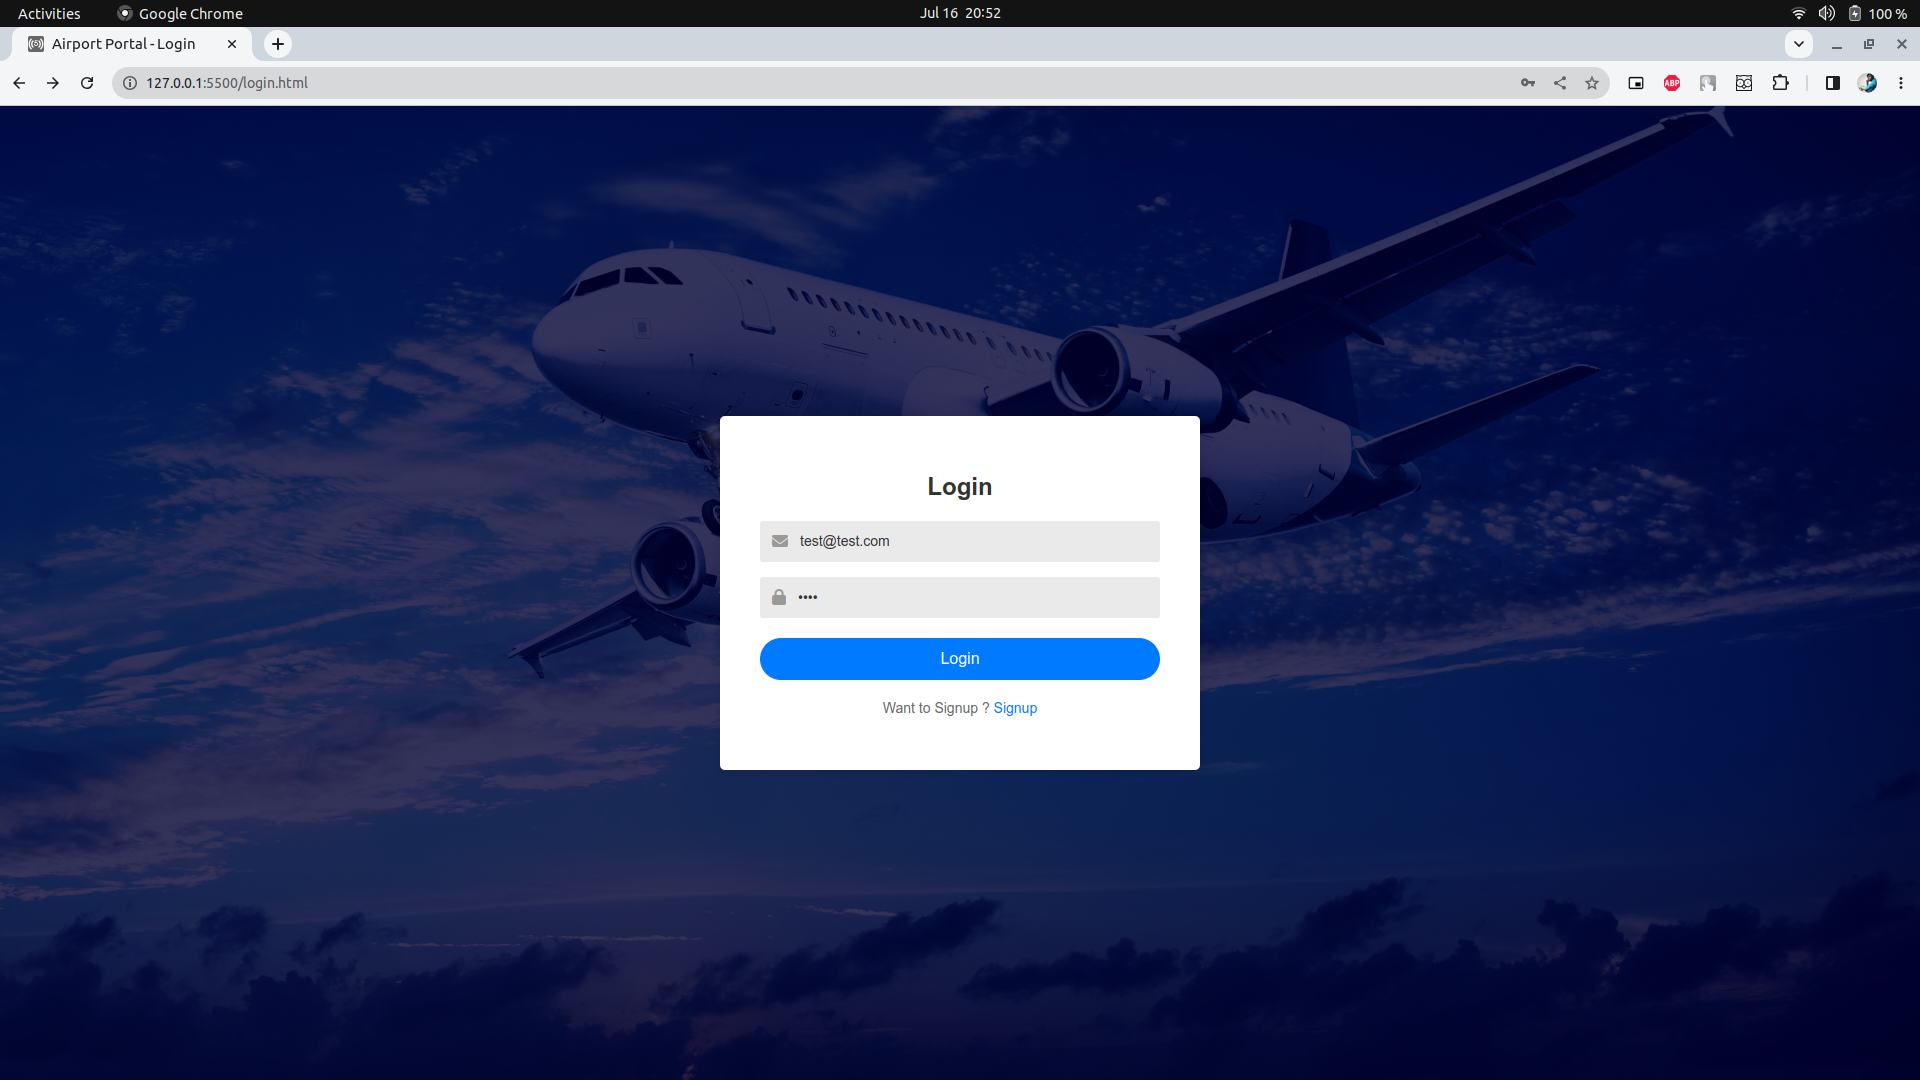 Activities Google Chrome Jul 16 20:52 100 %
Airport Portal - Login
127.0.0.1:5500/login.html ABP
Login
test@test.com
••••
Login
Want to Signup ? Signup